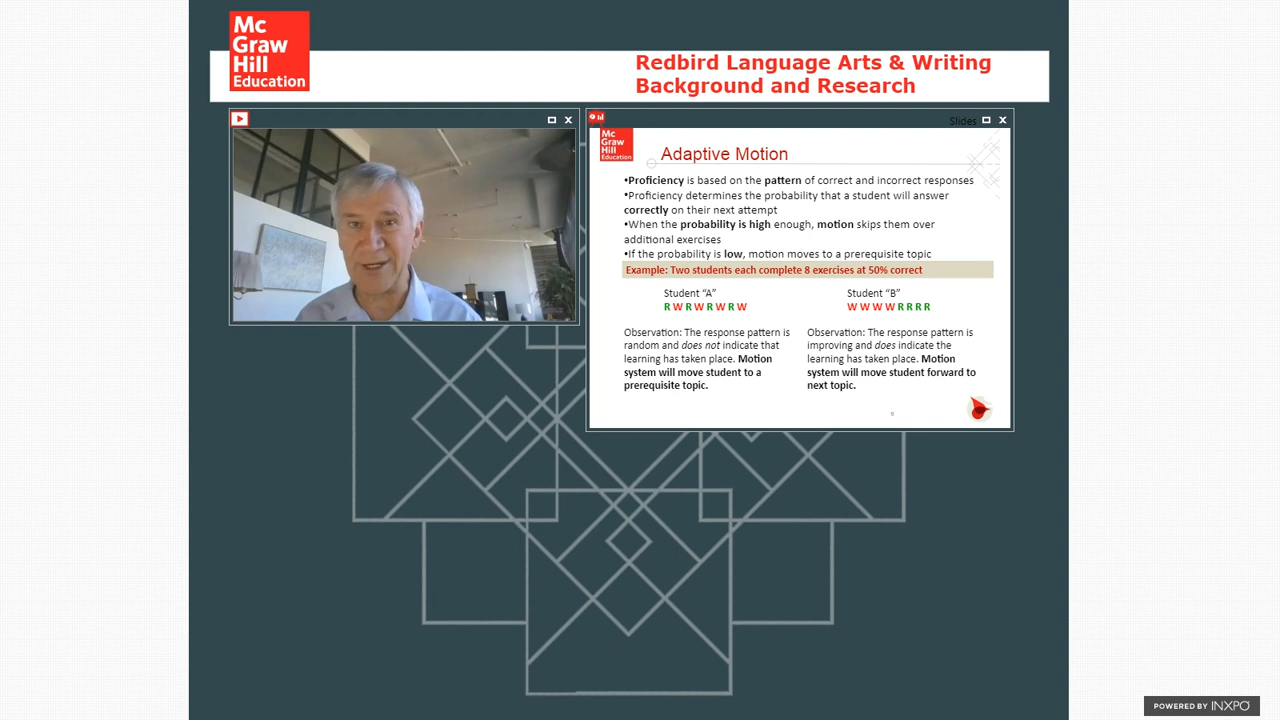 Mc
Graw
Hill
Education
Redbird Language Arts & Writing
Background and Research
Slides
Mc
Graw
Hill
Education
Adaptive Motion
•Proficiency is based on the pattern of correct and incorrect responses
•Proficiency determines the probability that a student will answer
correctly on their next attempt
•When the probability is high enough, motion skips them over
additional exercises
•If the probability is low, motion moves to a prerequisite topic
Example: Two students each complete 8 exercises at 50% correct
Student “A”
R W R W R W R W
Observation: The response pattern is
random and does not indicate that
learning has taken place. Motion
system will move student to a
prerequisite topic.
Student “B”
W W W W R R R R
Observation: The response pattern is
improving and does indicate the
learning has taken place. Motion
system will move student forward to
next topic.
POWERED BY INXPO